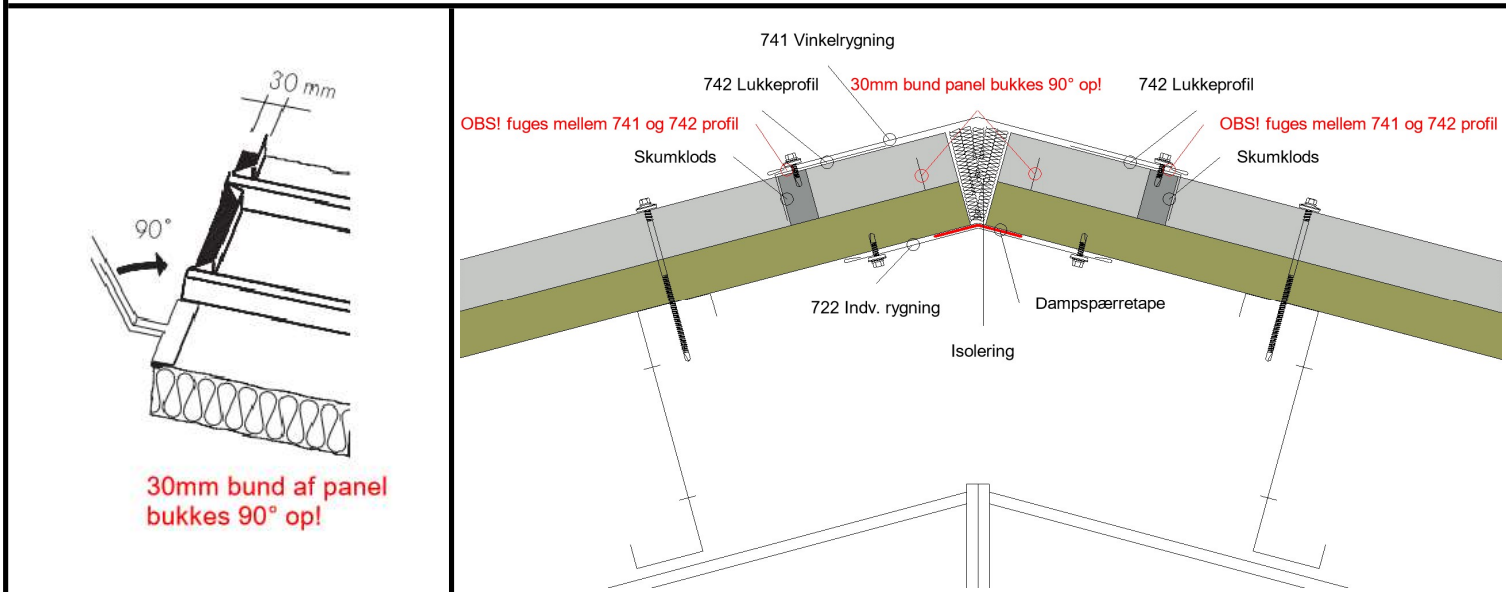 30 mm
90°
30mm bund af panel
bukkes 90° op!
741 Vinkelrygning
742 Lukkeprofil
30mm bund panel bukkes 90° op!
742 Lukkeprofil
OBS! fuges mellem 741 og 742 profil
OBS! fuges mellem 741 og 742 profil
Skumklods
Skumklods
722 Indv. rygning
Dampspærretape
Isolering